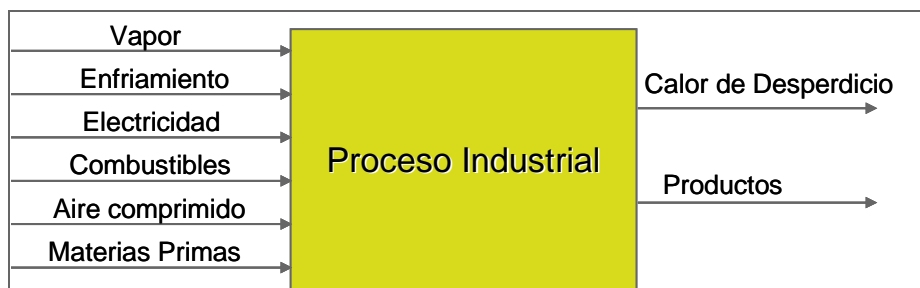 Vapor
Enfriamiento
Electricidad
Combustibles
Aire comprimido
Materias Primas
Proceso Industrial
Calor de Desperdicio
Productos